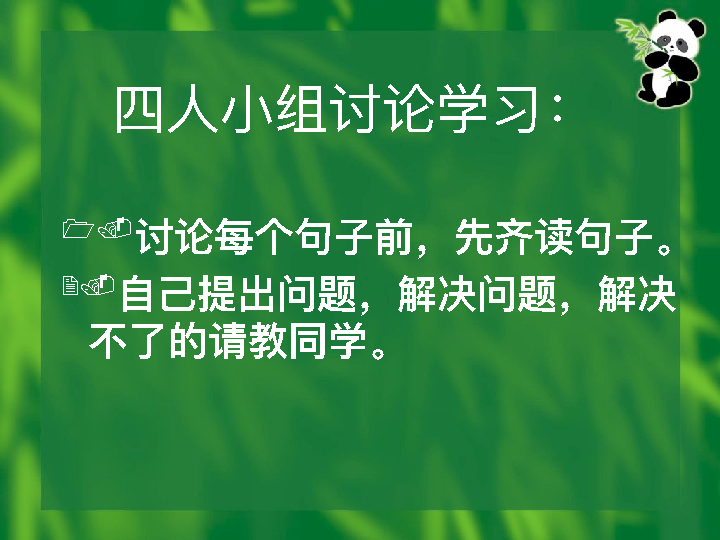 四人小组讨论学习：
讨论每个句子前，先齐读句子。
自己提出问题，解决问题，解决
不了的请教同学。